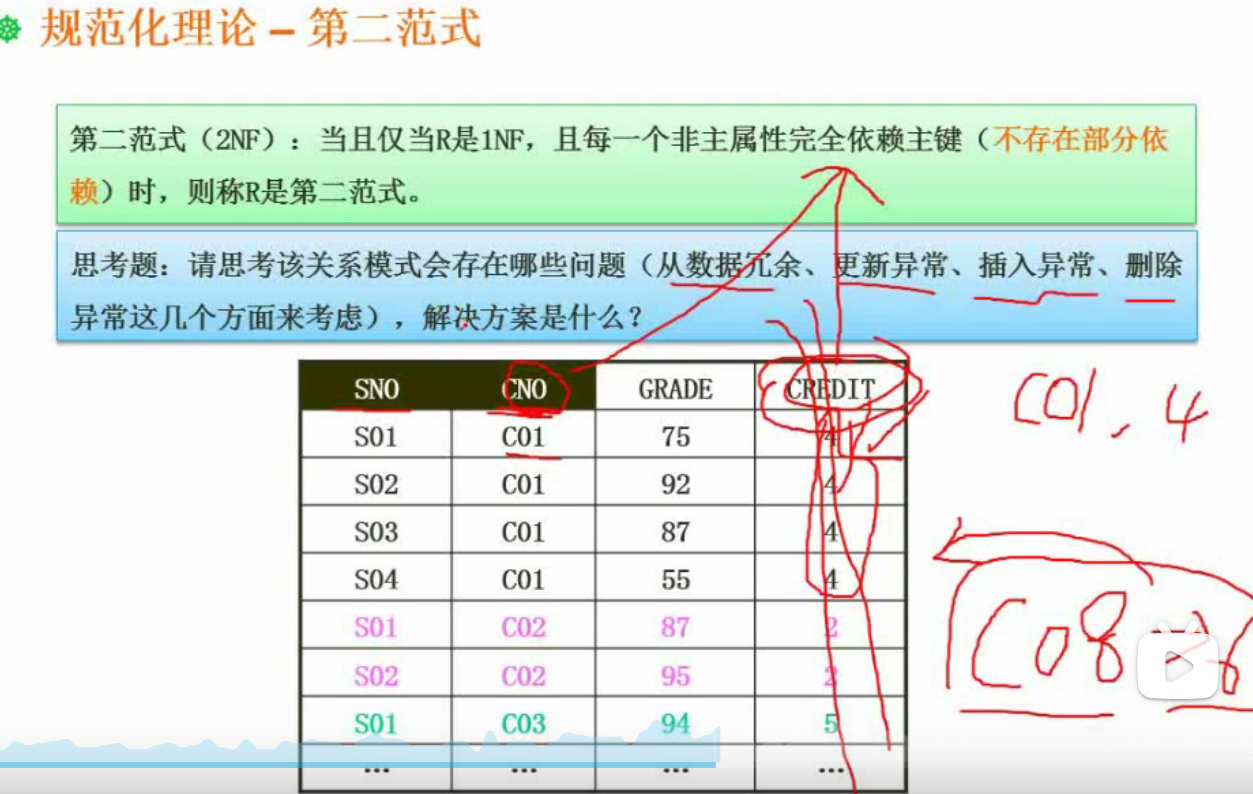 规范化理论 – 第二范式
第二范式（2NF）：当且仅当R是1NF，且每一个非主属性完全依赖主键（不存在部分依
赖）时，则称R是第二范式。
思考题：请思考该关系模式会存在哪些问题（从数据冗余、更新异常、插入异常、删除
异常这几个方面来考虑），解决方案是什么？
SNO CNO GRADE CREDIT
S01 C01 75 4
S02 C01 92 4
S03 C01 87 4
S04 C01 55 4
S01 C02 87 2
S02 C02 95 2
S01 C03 94 5
... ... ... ...
C01, 4
C08